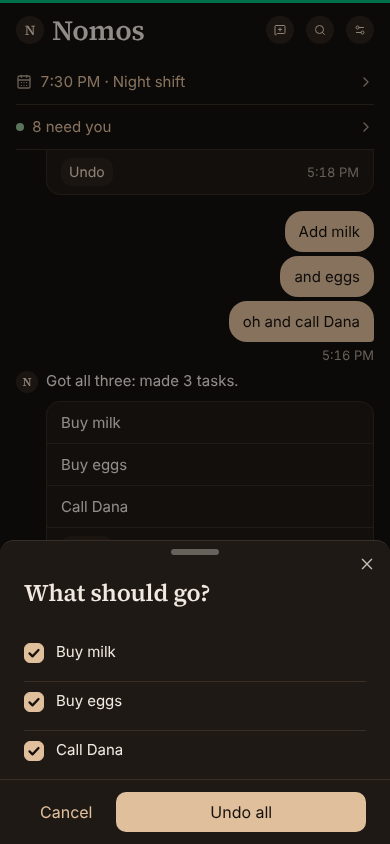 N Nomos
7:30 PM · Night shift
8 need you
Undo 5:18 PM
Add milk
and eggs
oh and call Dana
5:16 PM
N Got all three: made 3 tasks.
Buy milk
Buy eggs
Call Dana
What should go?
Buy milk
Buy eggs
Call Dana
Cancel Undo all